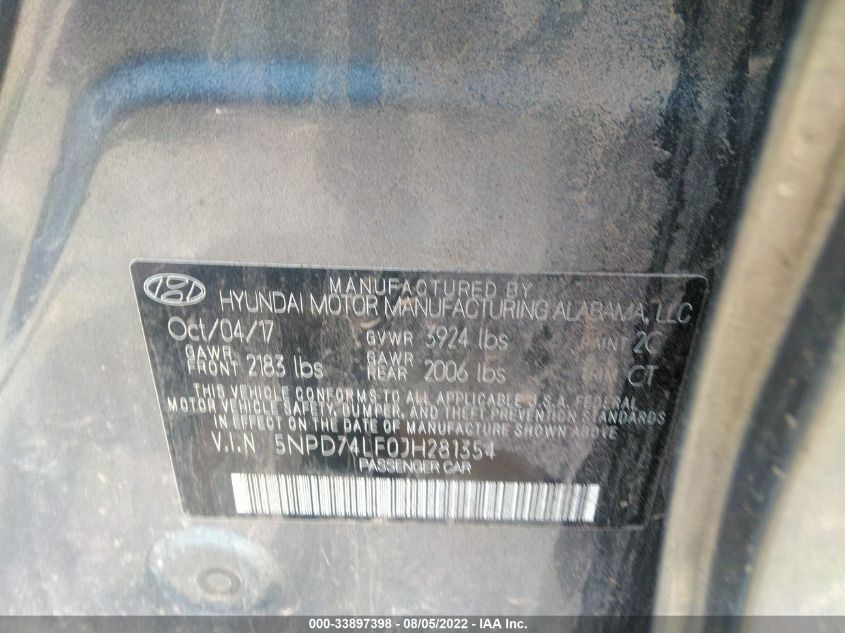 MANUFACTURED BY
HYUNDAI MOTOR MANUFACTURING ALABAMA, LLC
Oct/04/17 GVWR 3924 lbs 2C
GAWR FRONT 2183 lbs GAWR REAR 2006 lbs CT
THIS VEHICLE CONFORMS TO ALL APPLICABLE U.S.A. FEDERAL
MOTOR VEHICLE SAFETY, BUMPER, AND THEFT PREVENTION STANDARDS
IN EFFECT ON THE DATE OF MANUFACTURE SHOWN ABOVE
V.I.N 5NPD74LF0JH281354
PASSENGER CAR
000-33897398 - 08/05/2022 - IAA Inc.